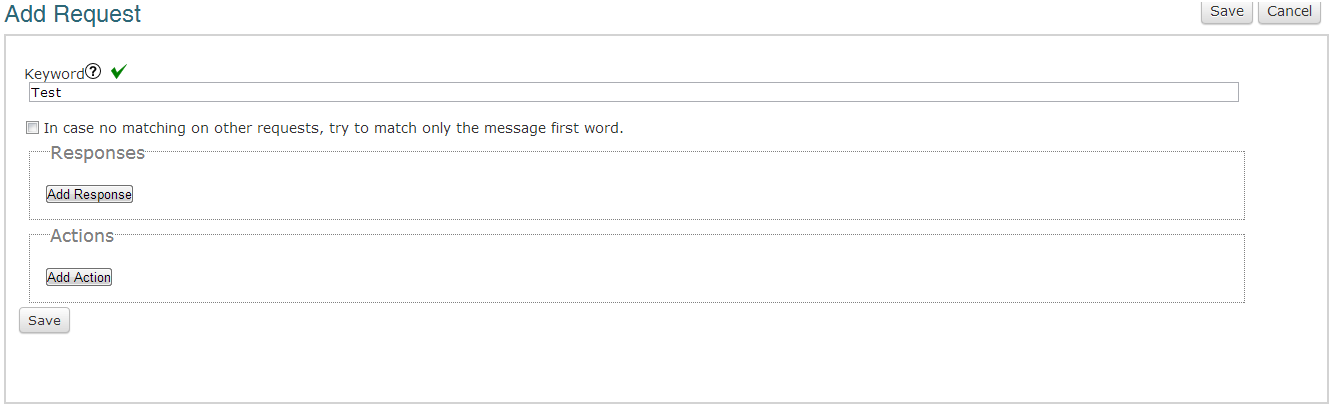 Add Request
Save Cancel
Keyword?
Test
In case no matching on other requests, try to match only the message first word.
Responses
Add Response
Actions
Add Action
Save